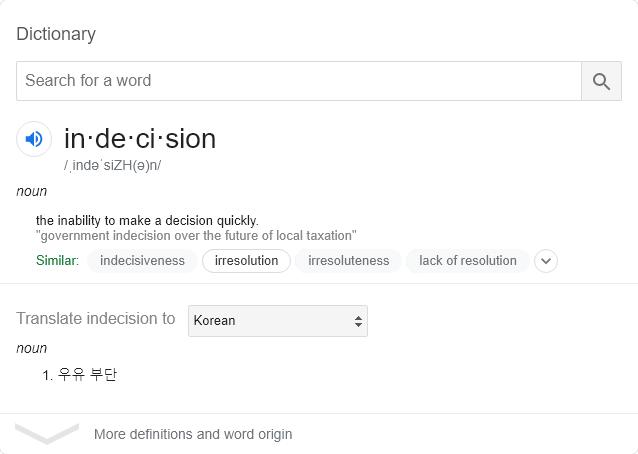 Dictionary
Search for a word
in·de·ci·sion
/ˌindəˈsiZH(ə)n/
noun
the inability to make a decision quickly.
"government indecision over the future of local taxation"
Similar: indecisiveness irresolution irresoluteness lack of resolution
Translate indecision to Korean
noun
1. 우유 부단
More definitions and word origin